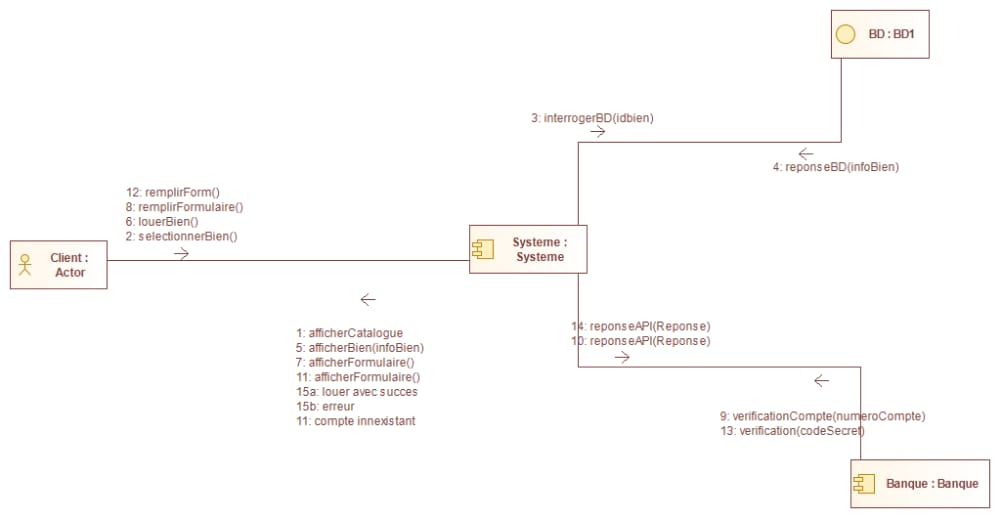 BD : BD1
3: interrogerBD(idbien)
4: reponseBD(infoBien)
12: remplirForm()
8: remplirFormulaire()
6: louerBien()
2: selectionnerBien()
Client :
Actor
Systeme :
Systeme
1: afficherCatalogue
5: afficherBien(infoBien)
7: afficherFormulaire()
11: afficherFormulaire()
15a: louer avec succes
15b: erreur
11: compte innexistant
14: reponseAPI(Reponse)
10: reponseAPI(Reponse)
9: verificationCompte(numeroCompte)
13: verification(codeSecret)
Banque : Banque